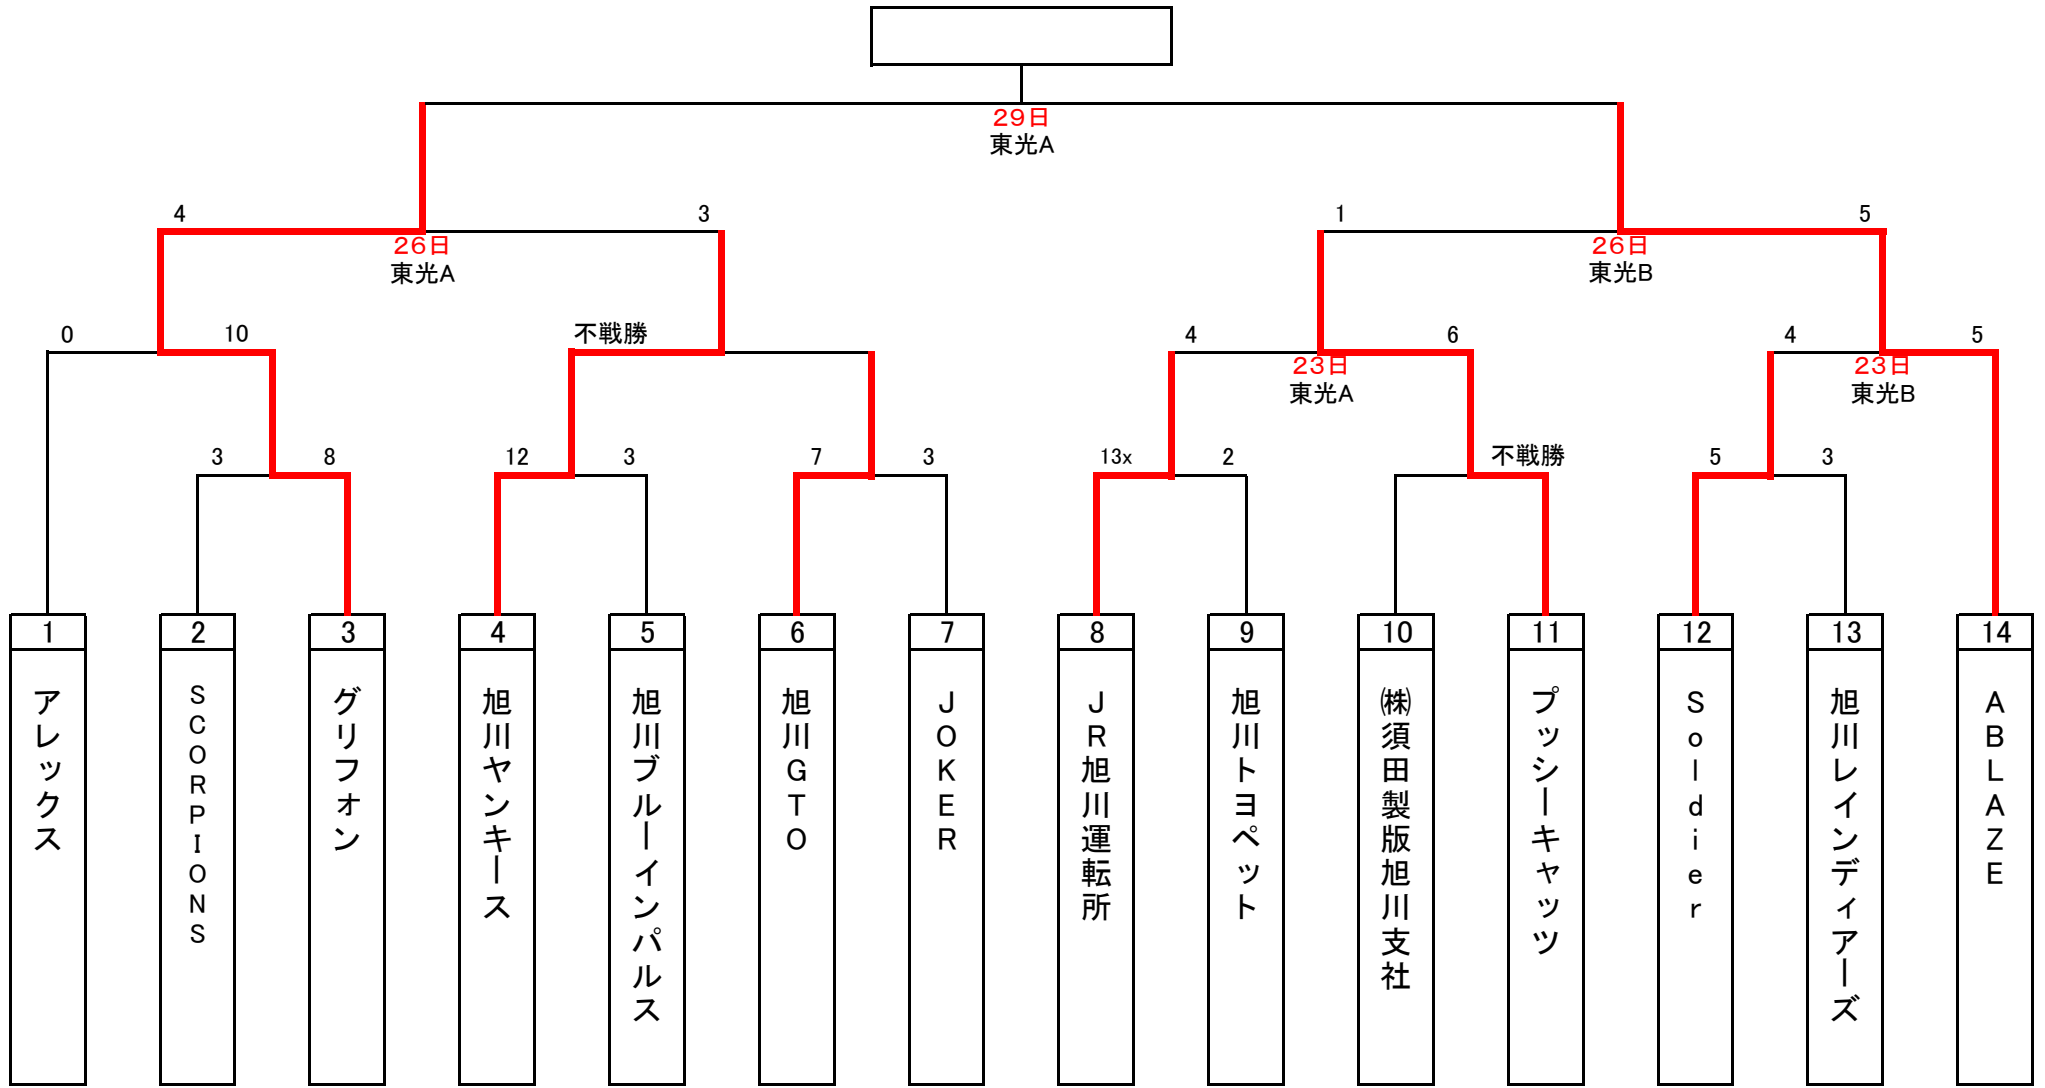 29日
東光A
4
3
1
5
26日
東光A
26日
東光B
0
10
不戦勝
4
6
4
5
23日
東光A
23日
東光B
3
8
12
3
7
3
13x
2
不戦勝
5
3
1
2
3
4
5
6
7
8
9
10
11
12
13
14
アレックス
SCORPIONS
グリフォン
旭川ヤンキース
旭川ブルーインパルス
旭川GTO
JOKER
JR旭川運転所
旭川トヨペット
㈱須田製版旭川支社
プッシーキャッツ
Soldier
旭川レインディアーズ
ABLAZE